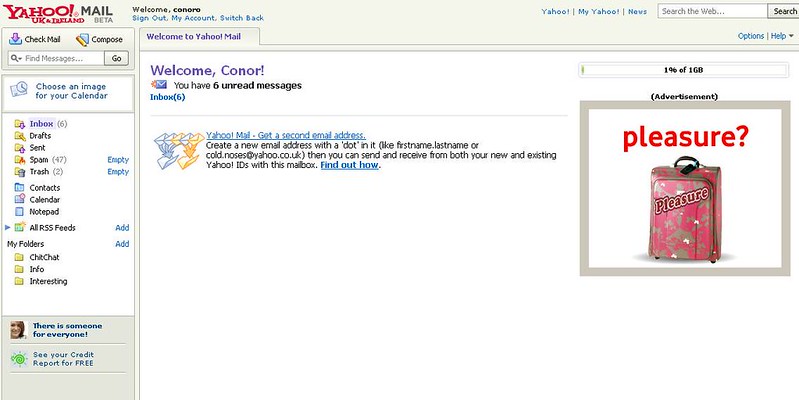 YAHOO! MAIL
UK & IRELAND BETA
Welcome, conoro
Sign Out, My Account, Switch Back
Yahoo! | My Yahoo! | News
Search the Web...
Search
Check Mail
Compose
Find Messages...
Go
Welcome to Yahoo! Mail
Options | Help
Choose an image
for your Calendar
Inbox (6)
Drafts
Sent
Spam (47) Empty
Trash (2) Empty
Contacts
Calendar
Notepad
All RSS Feeds Add
My Folders Add
ChitChat
Info
Interesting
There is someone
for everyone!
See your Credit
Report for FREE
Welcome, Conor!
You have 6 unread messages
Inbox(6)
Yahoo! Mail - Get a second email address.
Create a new email address with a 'dot' in it (like firstname.lastname or
cold.noses@yahoo.co.uk) then you can send and receive from both your new and existing
Yahoo! IDs with this mailbox. Find out how.
1% of 1GB
(Advertisement)
pleasure?
Pleasure